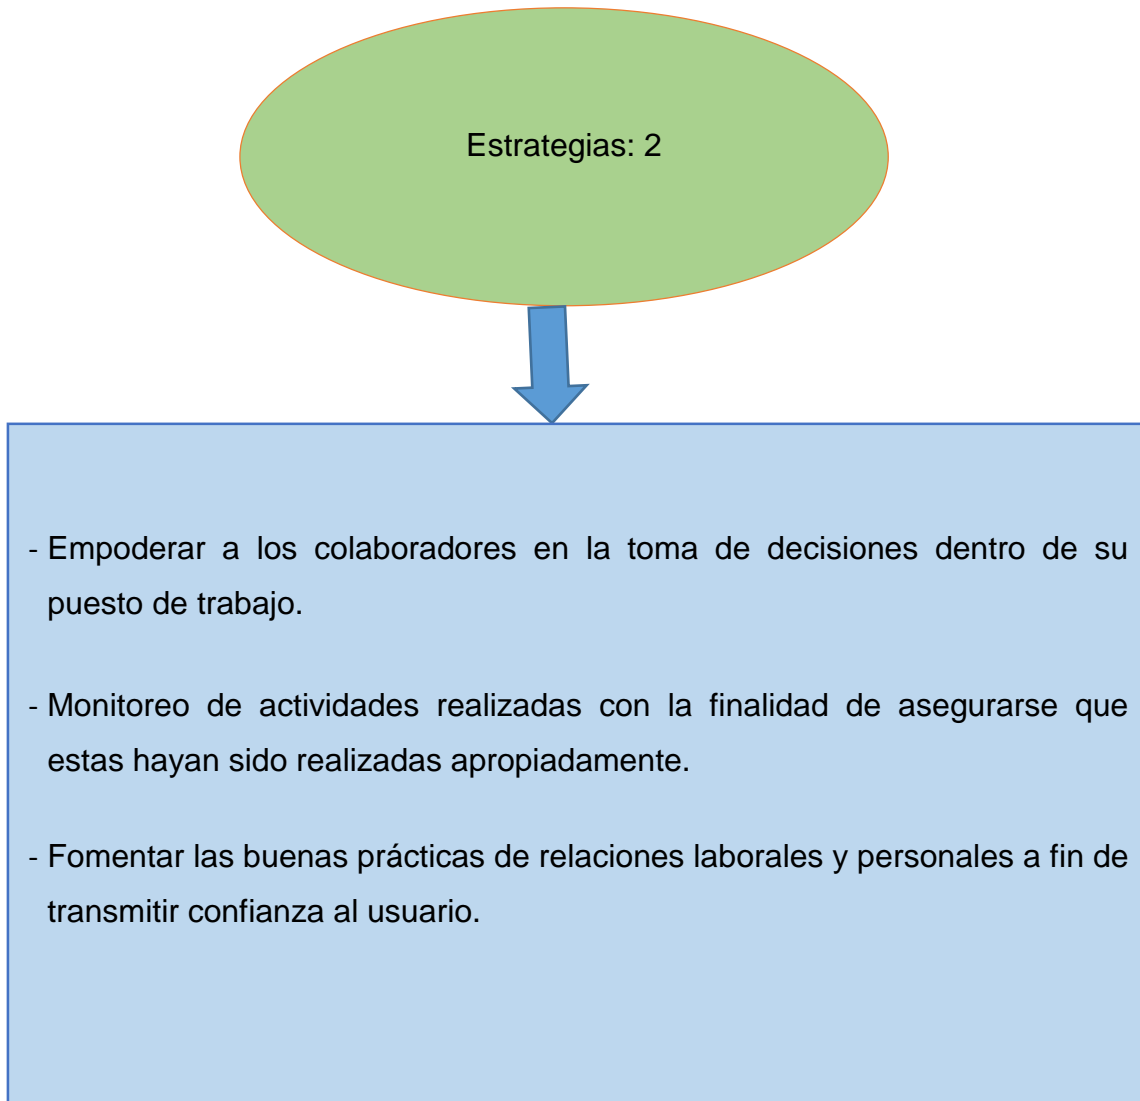 Estrategias: 2
- Empoderar a los colaboradores en la toma de decisiones dentro de su
puesto de trabajo.
- Monitoreo de actividades realizadas con la finalidad de asegurarse que
estas hayan sido realizadas apropiadamente.
- Fomentar las buenas prácticas de relaciones laborales y personales a fin de
transmitir confianza al usuario.